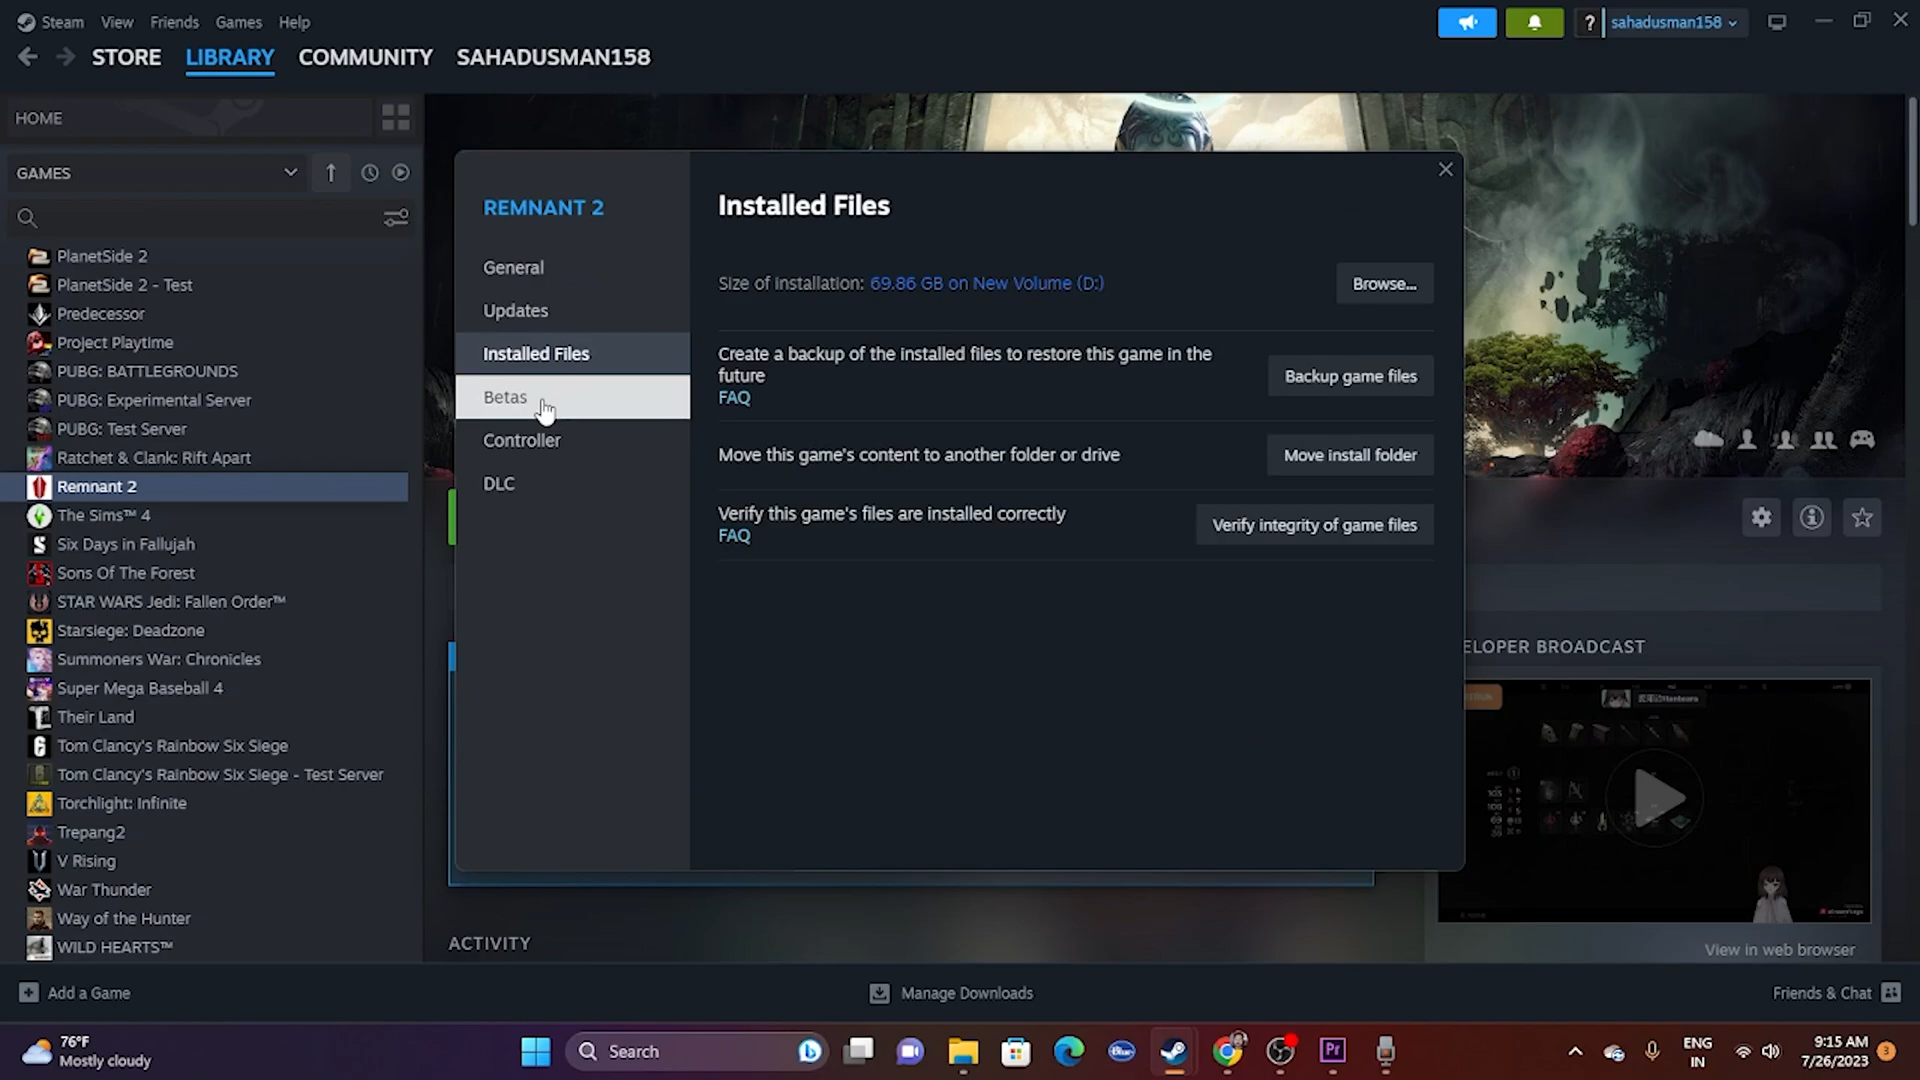 Steam View Friends Games Help
sahadusman158
STORE LIBRARY COMMUNITY SAHADUSMAN158
HOME
GAMES
PlanetSide 2
PlanetSide 2 - Test
Predecessor
Project Playtime
PUBG: BATTLEGROUNDS
PUBG: Experimental Server
PUBG: Test Server
Ratchet & Clank: Rift Apart
Remnant 2
The Sims™ 4
Six Days in Fallujah
Sons Of The Forest
STAR WARS Jedi: Fallen Order™
Starsiege: Deadzone
Summoners War: Chronicles
Super Mega Baseball 4
Their Land
Tom Clancy's Rainbow Six Siege
Tom Clancy's Rainbow Six Siege - Test Server
Torchlight: Infinite
Trepang2
V Rising
War Thunder
Way of the Hunter
WILD HEARTS™
REMNANT 2
General
Updates
Installed Files
Betas
Controller
DLC
Installed Files
Size of installation: 69.86 GB on New Volume (D:)
Browse...
Create a backup of the installed files to restore this game in the
future
FAQ
Backup game files
Move this game's content to another folder or drive
Move install folder
Verify this game's files are installed correctly
FAQ
Verify integrity of game files
ELOPER BROADCAST
View in web browser
ACTIVITY
Add a Game
Manage Downloads
Friends & Chat
76°F
Mostly cloudy
Search
Blue
Pr
ENG
IN
9:15 AM
7/26/2023
3